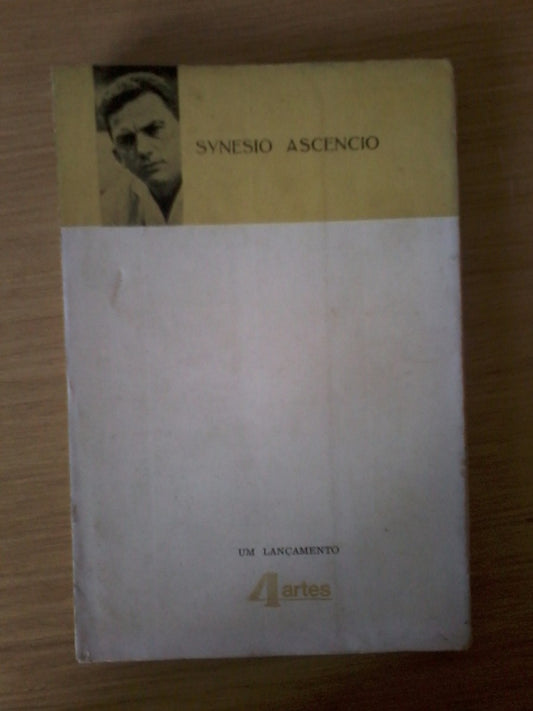 SYNESIO ASCENCIO
UM LANÇAMENTO
4artes